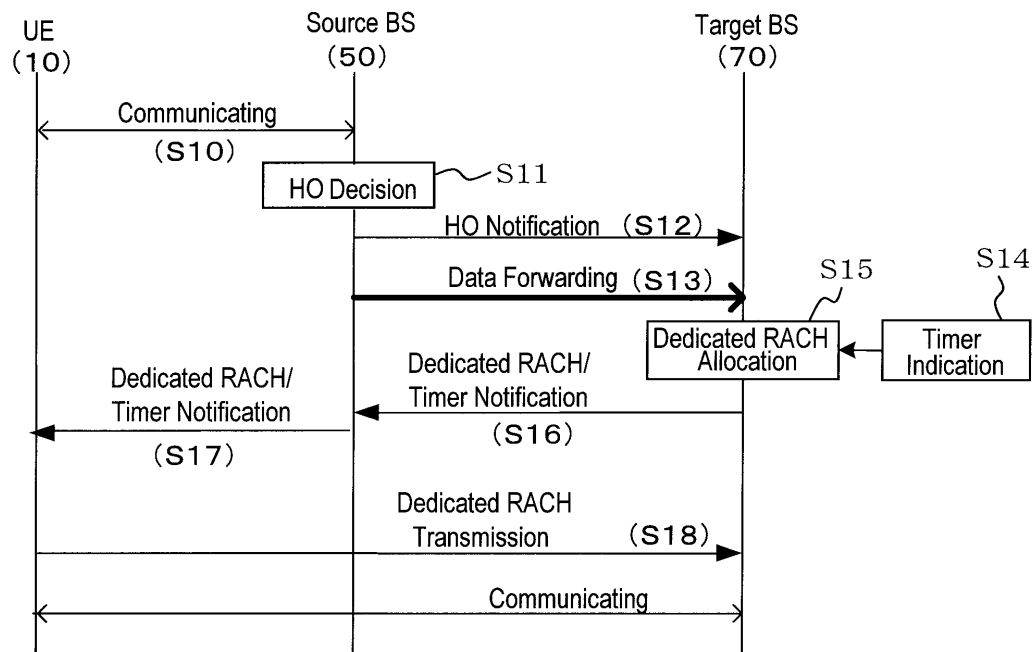 UE
(10)
Source BS
(50)
Target BS
(70)
Communicating
(S10)
HO Decision
S11
HO Notification (S12)
Data Forwarding (S13)
S15
S14
Dedicated RACH
Allocation
Timer
Indication
Dedicated RACH/
Timer Notification
(S16)
Dedicated RACH/
Timer Notification
(S17)
Dedicated RACH
Transmission (S18)
Communicating